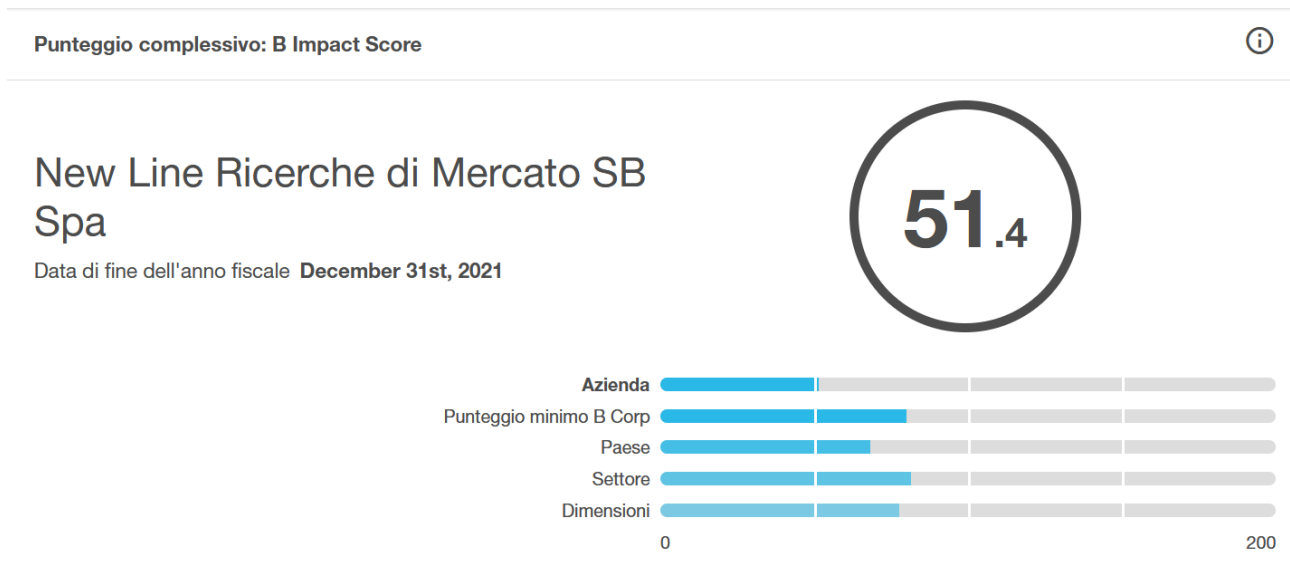 Punteggio complessivo: B Impact Score
New Line Ricerche di Mercato SB
Spa
Data di fine dell'anno fiscale December 31st, 2021
51.4
Azienda
Punteggio minimo B Corp
Paese
Settore
Dimensioni
0 200